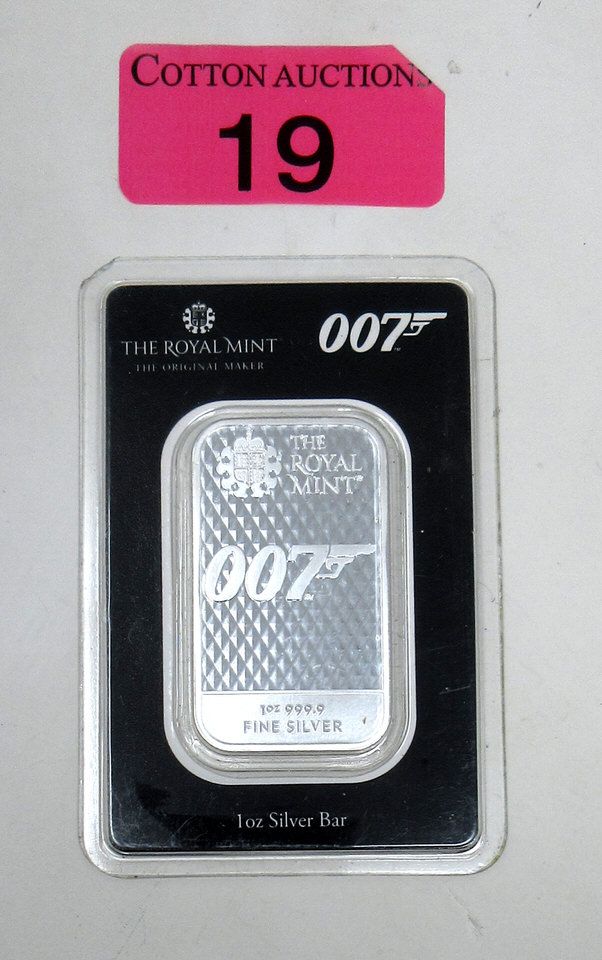 COTTON AUCTIONS
19
THE ROYAL MINT
THE ORIGINAL MAKER
007
THE
ROYAL
MINT®
007
1oz 999.9
FINE SILVER
1oz Silver Bar